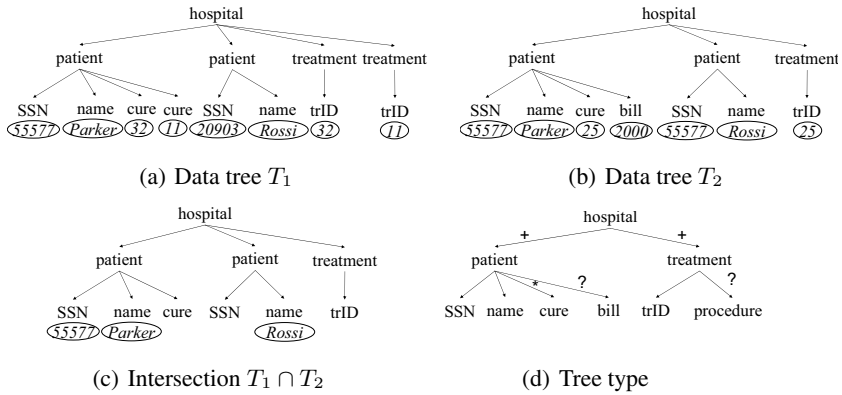 hospital
patient patient treatment treatment
SSN name cure cure SSN name trID trID
55577 Parker 32 11 20903 Rossi 32 11
(a) Data tree T1
hospital
patient patient treatment
SSN name cure bill SSN name trID
55577 Parker 25 2000 55577 Rossi 25
(b) Data tree T2
hospital
patient patient treatment
SSN name cure SSN name trID
55577 Parker Rossi
(c) Intersection T1 ∩ T2
hospital
+ +
patient treatment
* ? ?
SSN name cure bill trID procedure
(d) Tree type